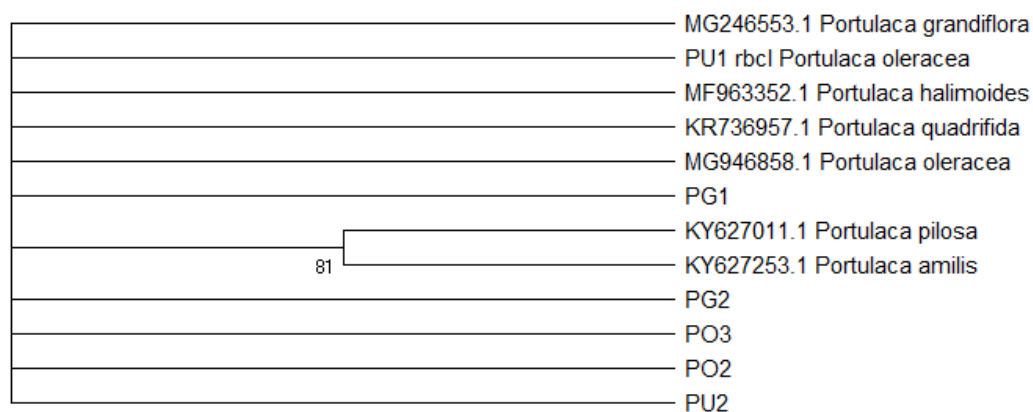 MG246553.1 Portulaca grandiflora
PU1 rbcl Portulaca oleracea
MF963352.1 Portulaca halimoides
KR736957.1 Portulaca quadrifida
MG946858.1 Portulaca oleracea
PG1
KY627011.1 Portulaca pilosa
81
KY627253.1 Portulaca amilis
PG2
PO3
PO2
PU2